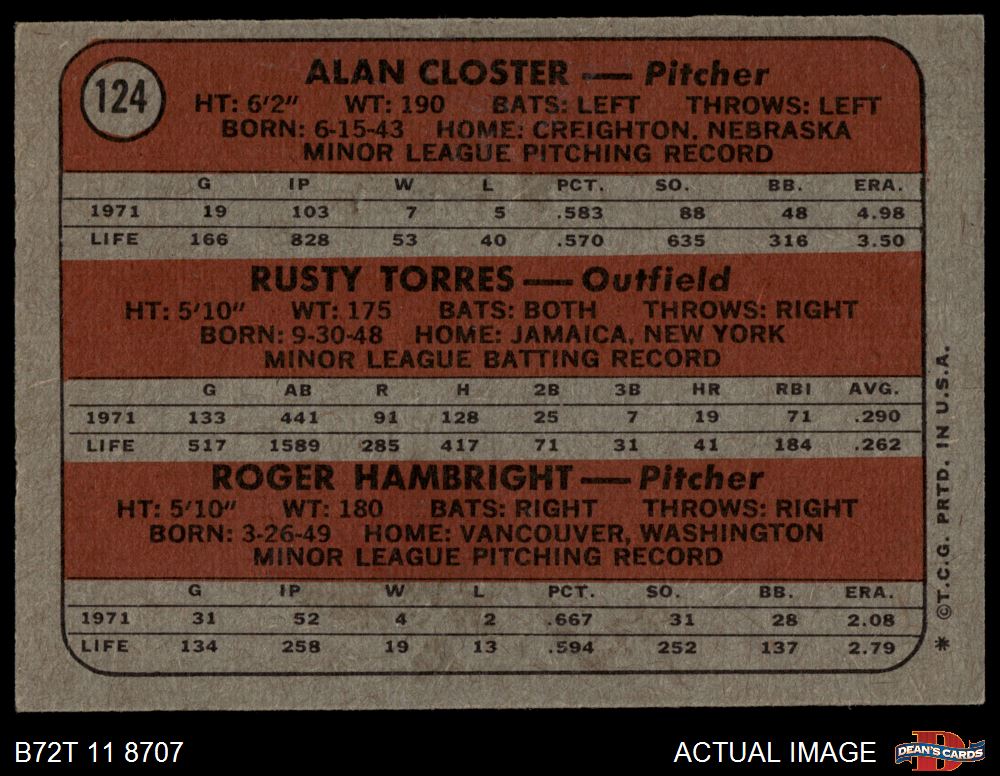 124
ALAN CLOSTER — Pitcher
HT: 6'2" WT: 190 BATS: LEFT THROWS: LEFT
BORN: 6-15-43 HOME: CREIGHTON, NEBRASKA
MINOR LEAGUE PITCHING RECORD
G IP W L PCT. SO. BB. ERA.
1971 19 103 7 5 .583 88 48 4.98
LIFE 166 828 53 40 .570 635 316 3.50
RUSTY TORRES — Outfield
HT: 5'10" WT: 175 BATS: BOTH THROWS: RIGHT
BORN: 9-30-48 HOME: JAMAICA, NEW YORK
MINOR LEAGUE BATTING RECORD
G AB R H 2B 3B HR RBI AVG.
1971 133 441 91 128 25 7 19 71 .290
LIFE 517 1589 285 417 71 31 41 184 .262
ROGER HAMBRIGHT — Pitcher
HT: 5'10" WT: 180 BATS: RIGHT THROWS: RIGHT
BORN: 3-26-49 HOME: VANCOUVER, WASHINGTON
MINOR LEAGUE PITCHING RECORD
G IP W L PCT. SO. BB. ERA.
1971 31 52 4 2 .667 31 28 2.08
LIFE 134 258 19 13 .594 252 137 2.79
* ©T.C.G. PRTD. IN U.S.A.
B72T 11 8707
ACTUAL IMAGE
DEAN'S CARDS